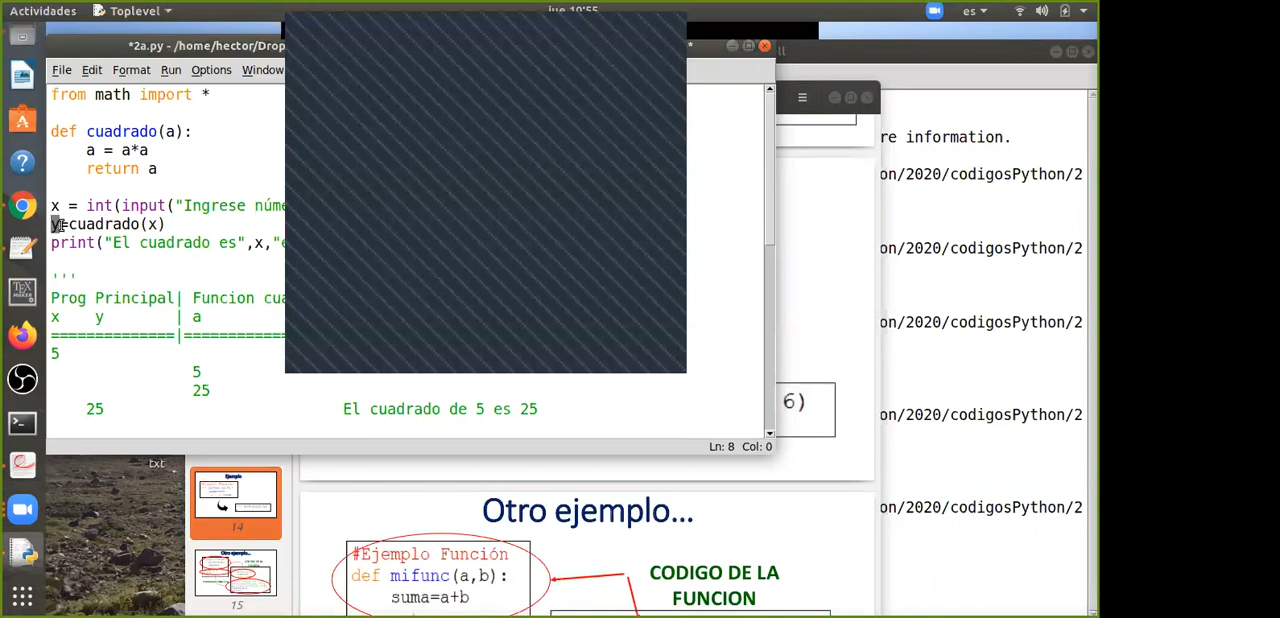 Actividades
Toplevel
jue 10:55
es
*2a.py - /home/hector/Drop
*
ll
File Edit Format Run Options Window
from math import *
def cuadrado(a):
a = a*a
return a
x = int(input("Ingrese núme
y=cuadrado(x)
print("El cuadrado es",x,"e
'''
Prog Principal| Funcion cua
x y | a
==============|============
5
5
25
25 El cuadrado de 5 es 25
Ln: 8 Col: 0
re information.
on/2020/codigosPython/2
on/2020/codigosPython/2
on/2020/codigosPython/2
on/2020/codigosPython/2
on/2020/codigosPython/2
6)
txt
Ejemplo
14
Otro ejemplo...
15
Otro ejemplo...
#Ejemplo Función
def mifunc(a,b):
suma=a+b
CODIGO DE LA
FUNCION